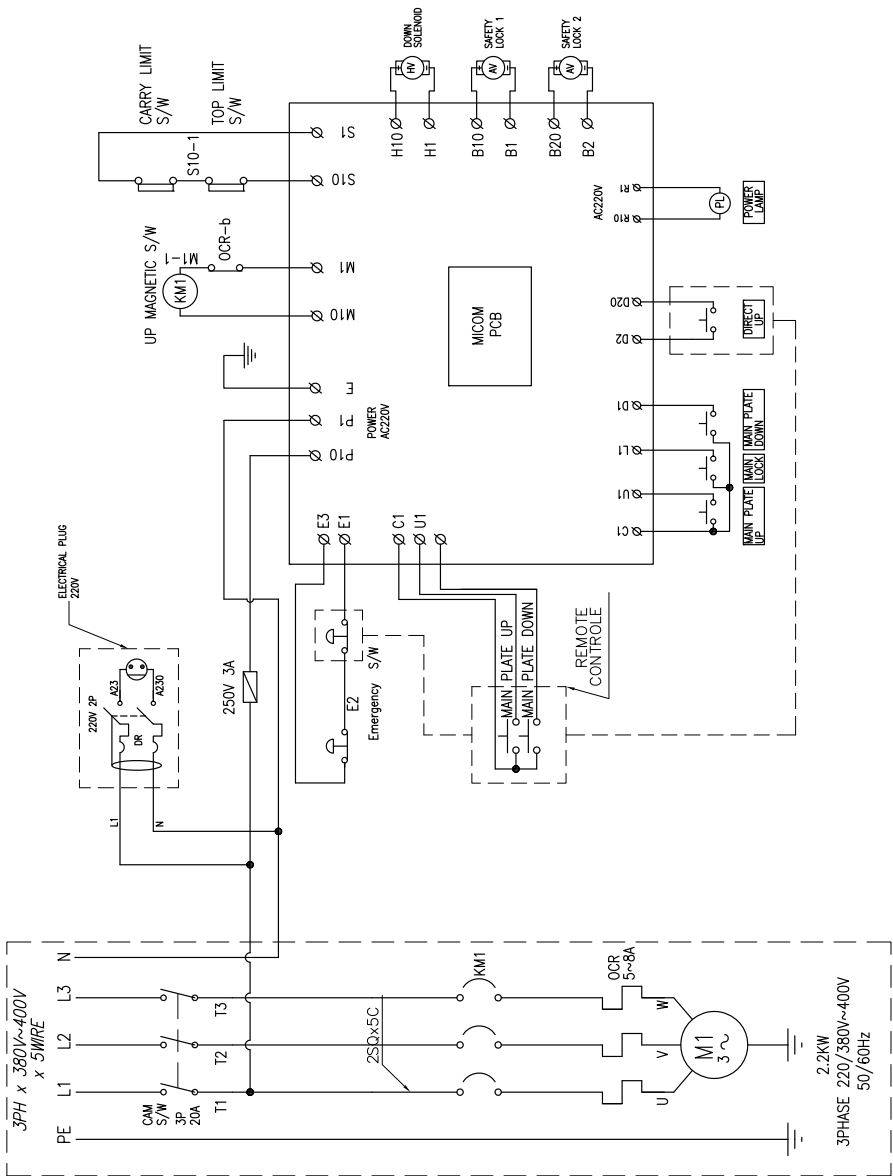 CARRY LIMIT
S/W
TOP LIMIT
S/W
S10-1
UP MAGNETIC S/W
KM1
M1-1
OCR-b
S1
S10
M1
M10
E
P1
P10
POWER
AC220V
DOWN
SOLENOID
HV
SAFETY
LOCK 1
AV
SAFETY
LOCK 2
AV
H10
H1
B10
B1
B20
B2
MICOM
PCB
AC220V
R1
R10
PL
POWER
LAMP
D20
D2
DIRECT
UP
D1
L1
U1
C1
MAIN PLATE
DOWN
MAIN
LOCK
MAIN PLATE
UP
E3
E1
C1
U1
ELECTRICAL PLUG
220V
220V 2P
A23
A230
DR
L1
N
250V 3A
S/W
E2
Emergency
MAIN PLATE UP
MAIN PLATE DOWN
REMOTE
CONTROLE
3PH x 380V~400V
x 5WIRE
PE
L1
L2
L3
N
CAM
S/W
3P
20A
T1
T2
T3
2SQx5C
KM1
OCR
5~8A
U
V
W
M1
3~
2.2KW
3PHASE 220/380V~400V
50/60Hz